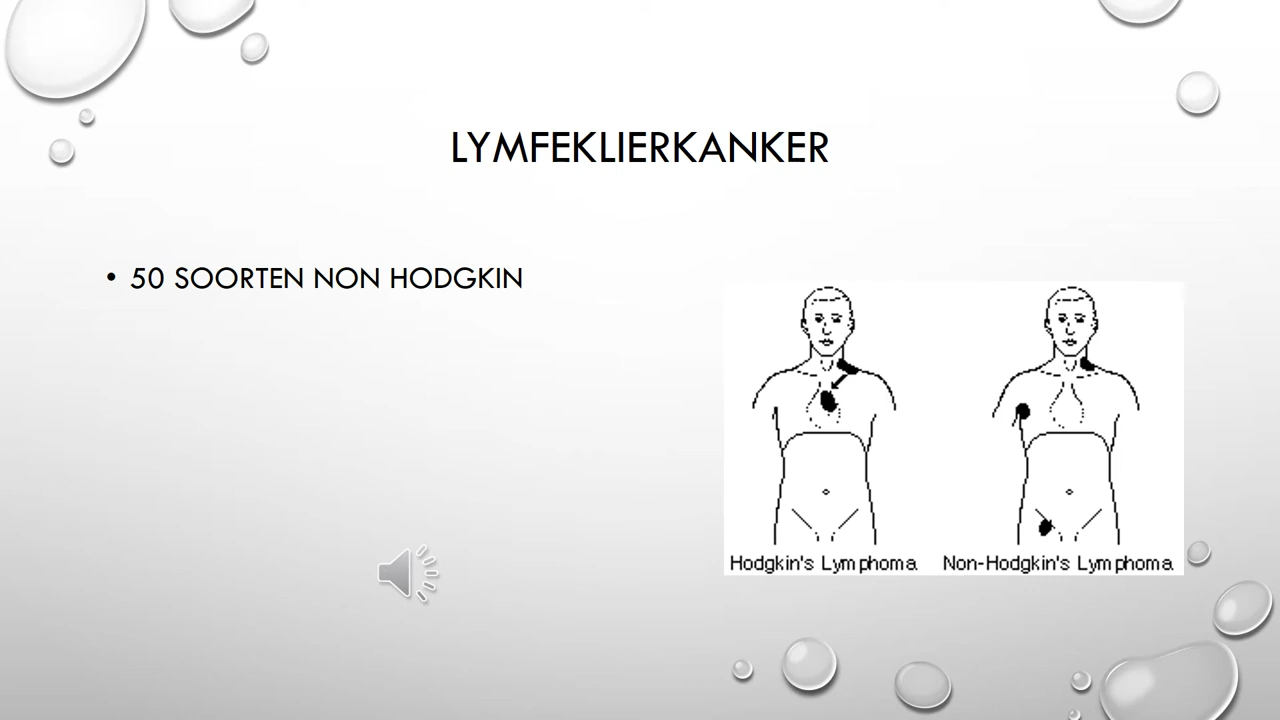 LYMFEKLIERKANKER
• 50 SOORTEN NON HODGKIN
Hodgkin's Lymphoma
Non-Hodgkin's Lymphoma